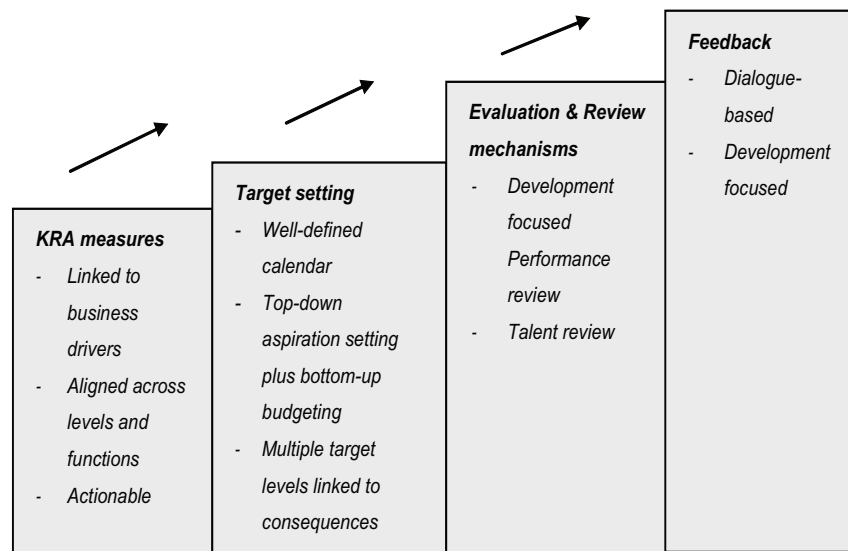 KRA measures
- Linked to
business
drivers
- Aligned across
levels and
functions
- Actionable
Target setting
- Well-defined
calendar
- Top-down
aspiration setting
plus bottom-up
budgeting
- Multiple target
levels linked to
consequences
Evaluation & Review
mechanisms
- Development
focused
Performance
review
- Talent review
Feedback
- Dialogue-
based
- Development
focused